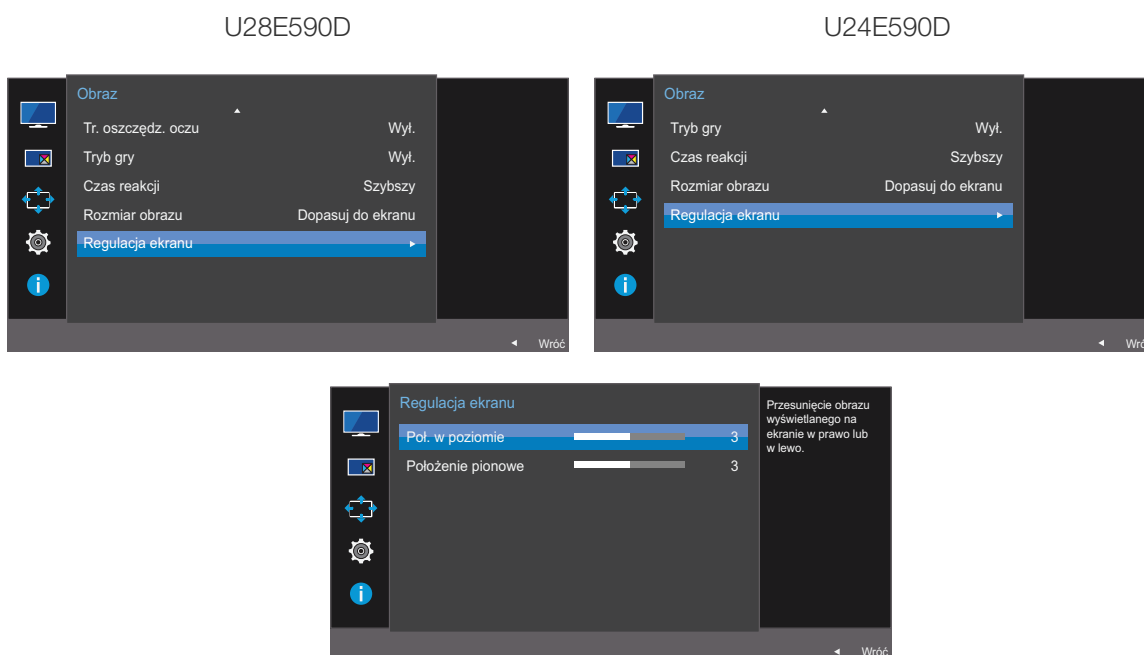 U28E590D
U24E590D
Obraz
Tr. oszczędz. oczu Wył.
Tryb gry Wył.
Czas reakcji Szybszy
Rozmiar obrazu Dopasuj do ekranu
Regulacja ekranu
Wróć
Obraz
Tryb gry Wył.
Czas reakcji Szybszy
Rozmiar obrazu Dopasuj do ekranu
Regulacja ekranu
Wró
Regulacja ekranu
Poł. w poziomie 3
Położenie pionowe 3
Przesunięcie obrazu
wyświetlanego na
ekranie w prawo lub
w lewo.
Wróć